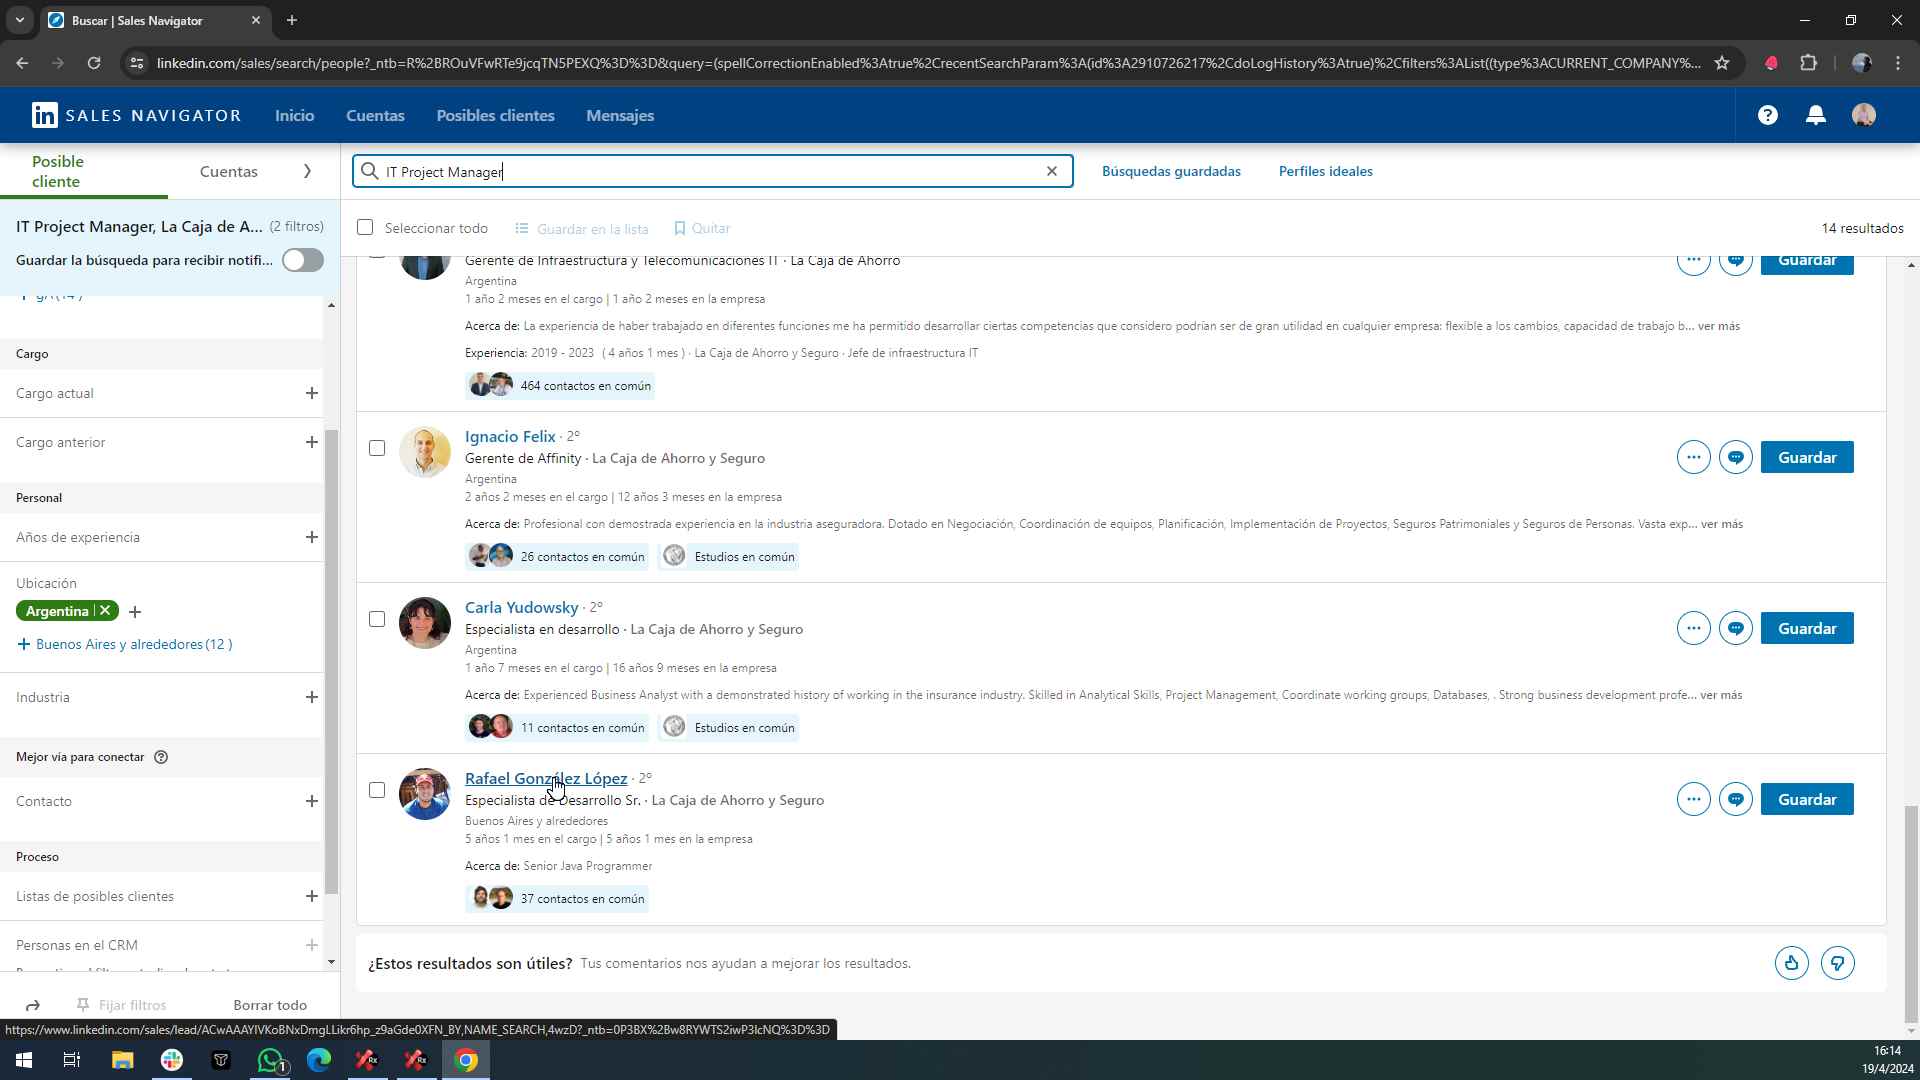 Buscar | Sales Navigator
linkedin.com/sales/search/people?_ntb=R%2BROuVFwRTe9jcqTN5PEXQ%3D%3D&query=(spellCorrectionEnabled%3Atrue%2CrecentSearchParam%3A(id%3A2910726217%2CdoLogHistory%3Atrue)%2Cfilters%3AList((type%3ACURRENT_COMPANY%...
in SALES NAVIGATOR
Inicio
Cuentas
Posibles clientes
Mensajes
Posible cliente
Cuentas
IT Project Manager
Búsquedas guardadas
Perfiles ideales
IT Project Manager, La Caja de A... (2 filtros)
Guardar la búsqueda para recibir notifi...
Seleccionar todo
Guardar en la lista
Quitar
14 resultados
Cargo
Cargo actual
Cargo anterior
Personal
Años de experiencia
Ubicación
Argentina
Buenos Aires y alrededores (12 )
Industria
Mejor vía para conectar
Contacto
Proceso
Listas de posibles clientes
Personas en el CRM
Fijar filtros
Borrar todo
Gerente de Infraestructura y Telecomunicaciones IT · La Caja de Ahorro
Argentina
1 año 2 meses en el cargo | 1 año 2 meses en la empresa
Acerca de: La experiencia de haber trabajado en diferentes funciones me ha permitido desarrollar ciertas competencias que considero podrían ser de gran utilidad en cualquier empresa: flexible a los cambios, capacidad de trabajo b... ver más
Experiencia: 2019 - 2023 ( 4 años 1 mes ) · La Caja de Ahorro y Seguro · Jefe de infraestructura IT
464 contactos en común
Guardar
Ignacio Felix · 2º
Gerente de Affinity · La Caja de Ahorro y Seguro
Argentina
2 años 2 meses en el cargo | 12 años 3 meses en la empresa
Acerca de: Profesional con demostrada experiencia en la industria aseguradora. Dotado en Negociación, Coordinación de equipos, Planificación, Implementación de Proyectos, Seguros Patrimoniales y Seguros de Personas. Vasta exp... ver más
26 contactos en común
Estudios en común
Guardar
Carla Yudowsky · 2º
Especialista en desarrollo · La Caja de Ahorro y Seguro
Argentina
1 año 7 meses en el cargo | 16 años 9 meses en la empresa
Acerca de: Experienced Business Analyst with a demonstrated history of working in the insurance industry. Skilled in Analytical Skills, Project Management, Coordinate working groups, Databases, . Strong business development profe... ver más
11 contactos en común
Estudios en común
Guardar
Rafael González López · 2º
Especialista de Desarrollo Sr. · La Caja de Ahorro y Seguro
Buenos Aires y alrededores
5 años 1 mes en el cargo | 5 años 1 mes en la empresa
Acerca de: Senior Java Programmer
37 contactos en común
Guardar
¿Estos resultados son útiles? Tus comentarios nos ayudan a mejorar los resultados.
https://www.linkedin.com/sales/lead/ACwAAAYIVKoBNxDmgLLikr6hp_z9aGde0XFN_BY,NAME_SEARCH,4wzD?_ntb=0P3BX%2Bw8RYWTS2iwP3IcNQ%3D%3D
1
16:14
19/4/2024